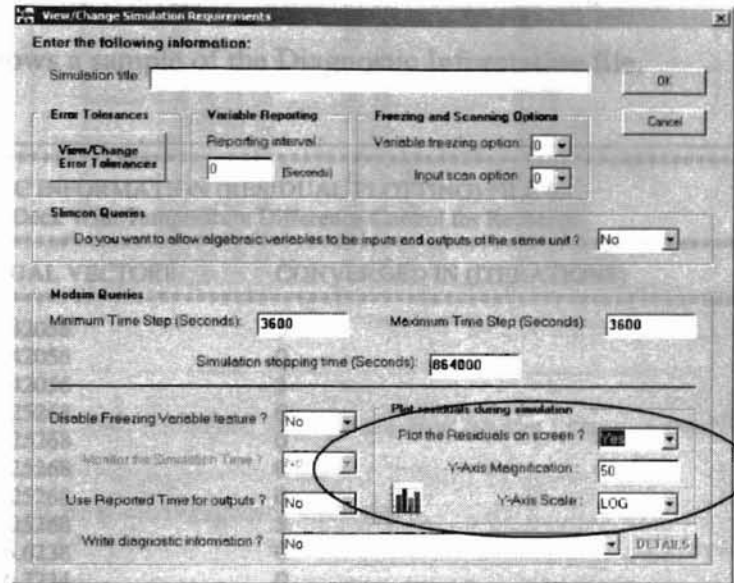 View/Change Simulation Requirements
Enter the following information:
Simulation title:
OK
Cancel
Error Tolerances
View/Change
Error Tolerances
Variable Reporting
Reporting interval:
0 (Seconds)
Freezing and Scanning Options
Variable freezing option: 0
Input scan option: 0
Slimcon Queries
Do you want to allow algebraic variables to be inputs and outputs of the same unit ? No
Modsim Queries
Minimum Time Step (Seconds): 3600
Maximum Time Step (Seconds): 3600
Simulation stopping time (Seconds): 864000
Disable Freezing Variable feature ? No
Monitor the Simulation Time ? No
Use Reported Time for outputs ? No
Write diagnostic information ? No
DETAILS
Plot residuals during simulation
Plot the Residuals on screen ? Yes
Y-Axis Magnification: 50
Y-Axis Scale: LOG